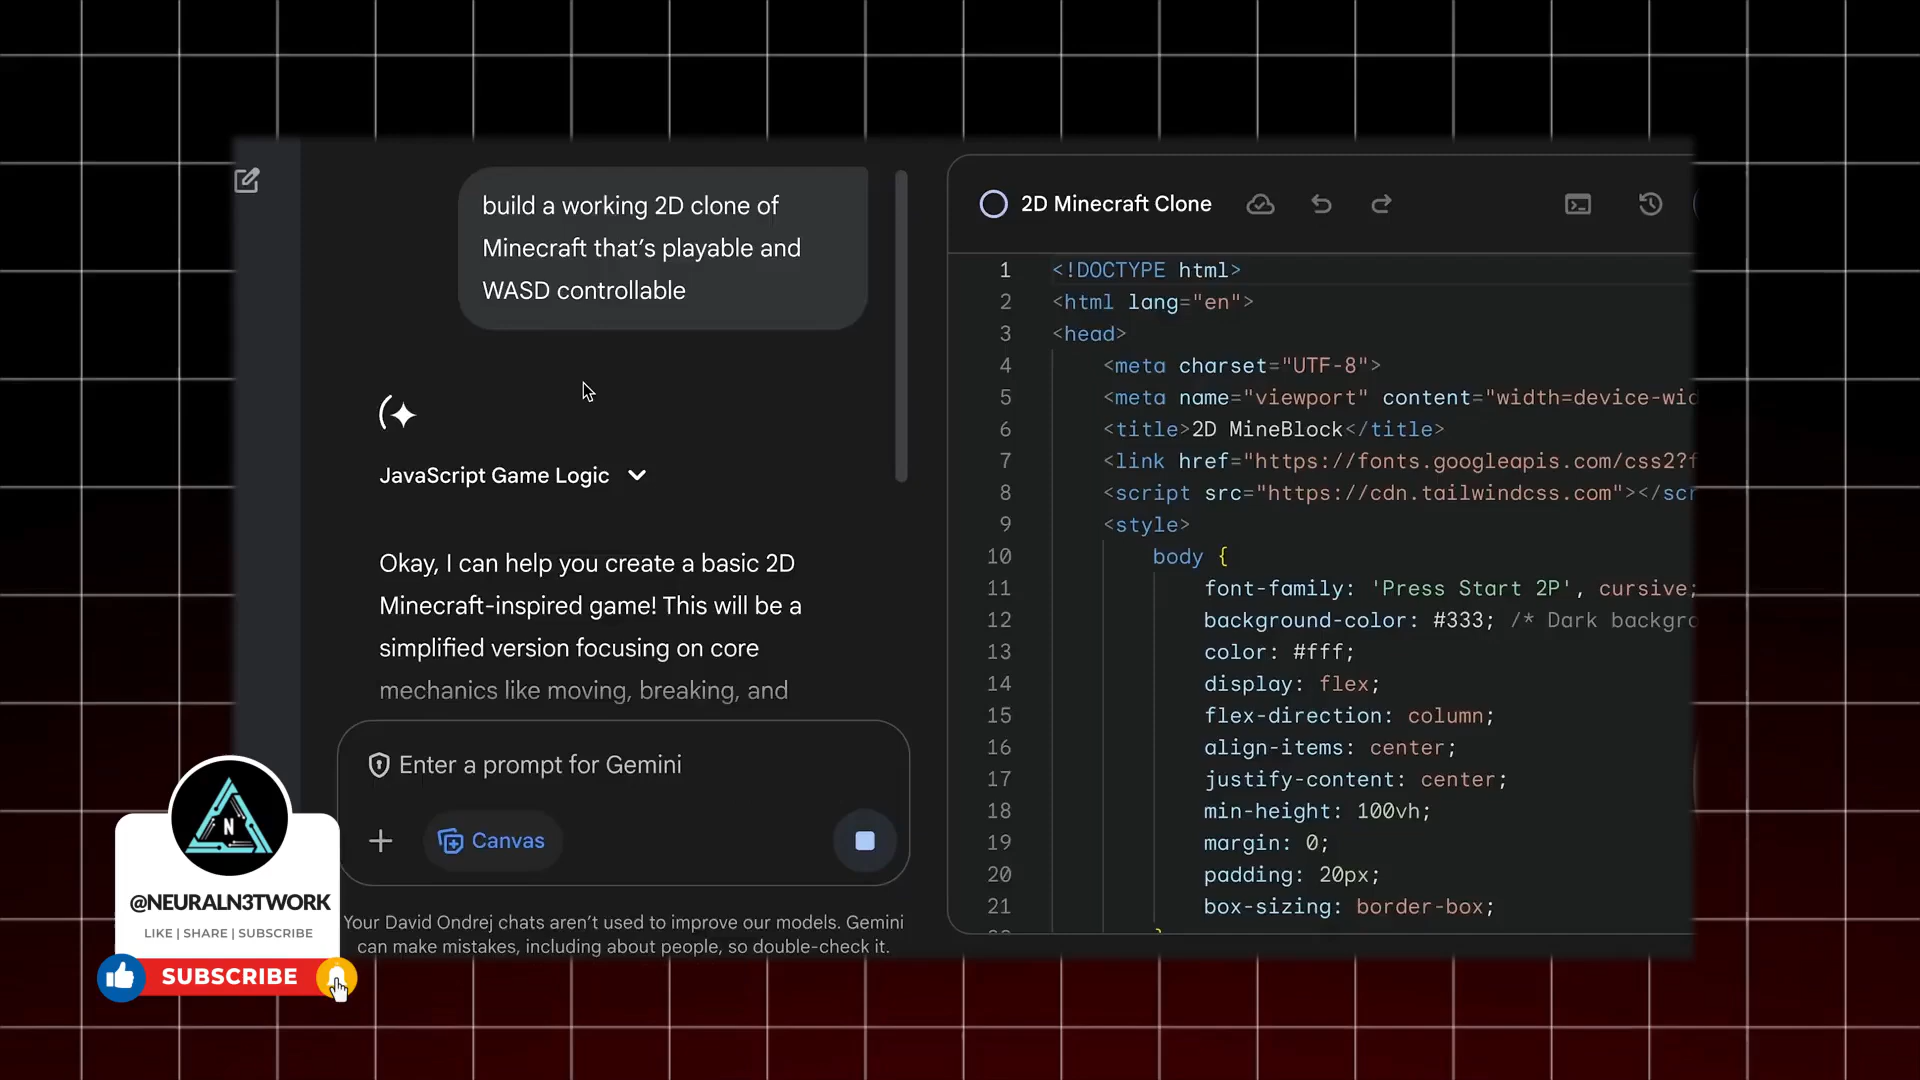 build a working 2D clone of
Minecraft that's playable and
WASD controllable
JavaScript Game Logic
Okay, I can help you create a basic 2D
Minecraft-inspired game! This will be a
simplified version focusing on core
mechanics like moving, breaking, and
Enter a prompt for Gemini
Canvas
Your David Ondrej chats aren't used to improve our models. Gemini
can make mistakes, including about people, so double-check it.
2D Minecraft Clone
1 <!DOCTYPE html>
2 <html lang="en">
3 <head>
4 <meta charset="UTF-8">
5 <meta name="viewport" content="width=device-wid
6 <title>2D MineBlock</title>
7 <link href="https://fonts.googleapis.com/css2?f
8 <script src="https://cdn.tailwindcss.com"></scr
9 <style>
10 body {
11 font-family: 'Press Start 2P', cursive;
12 background-color: #333; /* Dark backgro
13 color: #fff;
14 display: flex;
15 flex-direction: column;
16 align-items: center;
17 justify-content: center;
18 min-height: 100vh;
19 margin: 0;
20 padding: 20px;
21 box-sizing: border-box;
N
@NEURALN3TWORK
LIKE | SHARE | SUBSCRIBE
SUBSCRIBE